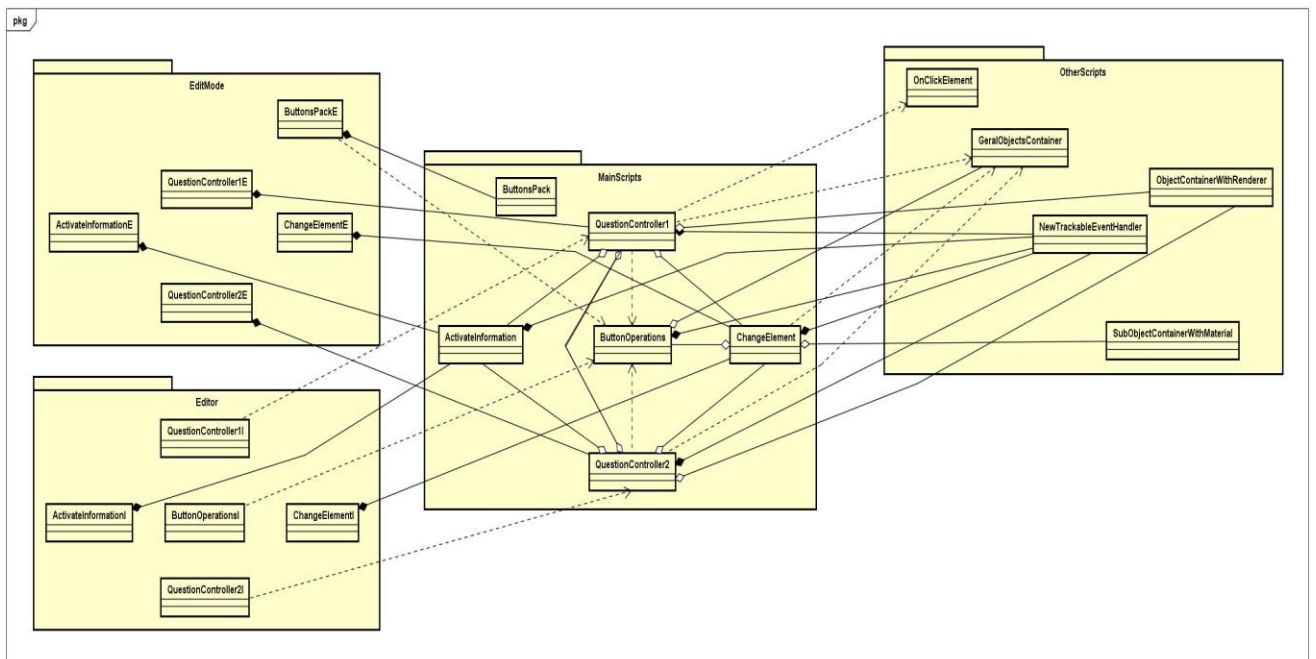 pkg
EditMode
ButtonsPackE
QuestionController1E
ActivateInformationE
ChangeElementE
QuestionController2E
Editor
QuestionController1I
ActivateInformationI
ButtonOperationsI
ChangeElementI
QuestionController2I
MainScripts
ButtonsPack
QuestionController1
ActivateInformation
ButtonOperations
ChangeElement
QuestionController2
OtherScripts
OnClickElement
GeralObjectsContainer
ObjectContainerWithRenderer
NewTrackableEventHandler
SubObjectContainerWithMaterial